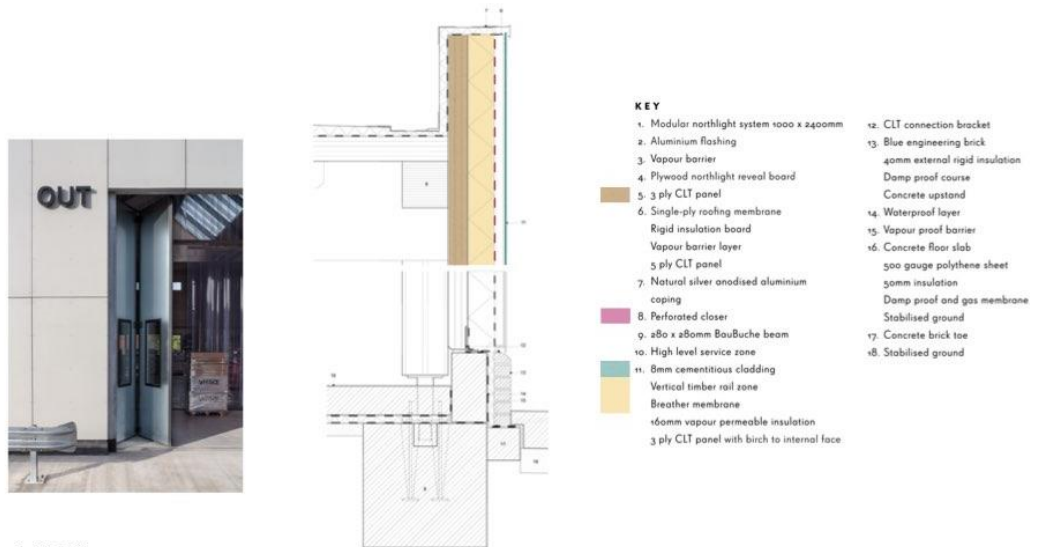 OUT
KEY
1. Modular northlight system 1000 x 2400mm
2. Aluminium flashing
3. Vapour barrier
4. Plywood northlight reveal board
5. 3 ply CLT panel
6. Single-ply roofing membrane
Rigid insulation board
Vapour barrier layer
5 ply CLT panel
7. Natural silver anodised aluminium
coping
8. Perforated closer
9. 280 x 280mm BauBuche beam
10. High level service zone
11. 8mm cementitious cladding
Vertical timber rail zone
Breather membrane
160mm vapour permeable insulation
3 ply CLT panel with birch to internal face
12. CLT connection bracket
13. Blue engineering brick
40mm external rigid insulation
Damp proof course
Concrete upstand
14. Waterproof layer
15. Vapour proof barrier
16. Concrete floor slab
500 gauge polythene sheet
50mm insulation
Damp proof and gas membrane
Stabilised ground
17. Concrete brick toe
18. Stabilised ground